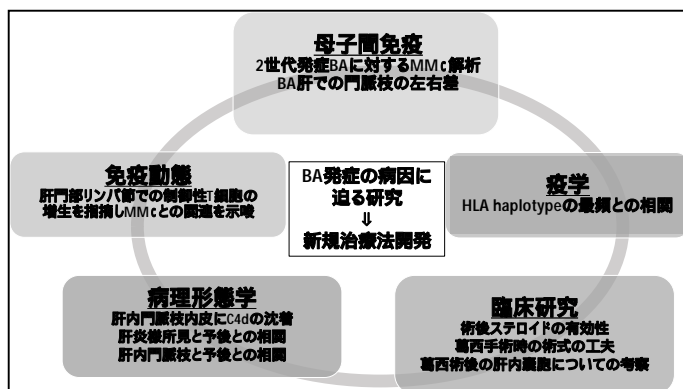 母子間免疫
2世代発症BAに対するMMc解析
BA肝での門脈枝の左右差
免疫動態
肝門部リンパ節での制御性T細胞の
増生を指摘しMMcとの関連を示唆
BA発症の病因に
迫る研究
⇓
新規治療法開発
疫学
HLA haplotypeの最頻との相関
病理形態学
肝内門脈枝内皮にC4dの沈着
肝炎様所見と予後との相関
肝内門脈枝と予後との相関
臨床研究
術後ステロイドの有効性
葛西手術時の術式の工夫
葛西術後の肝内嚢胞についての考察